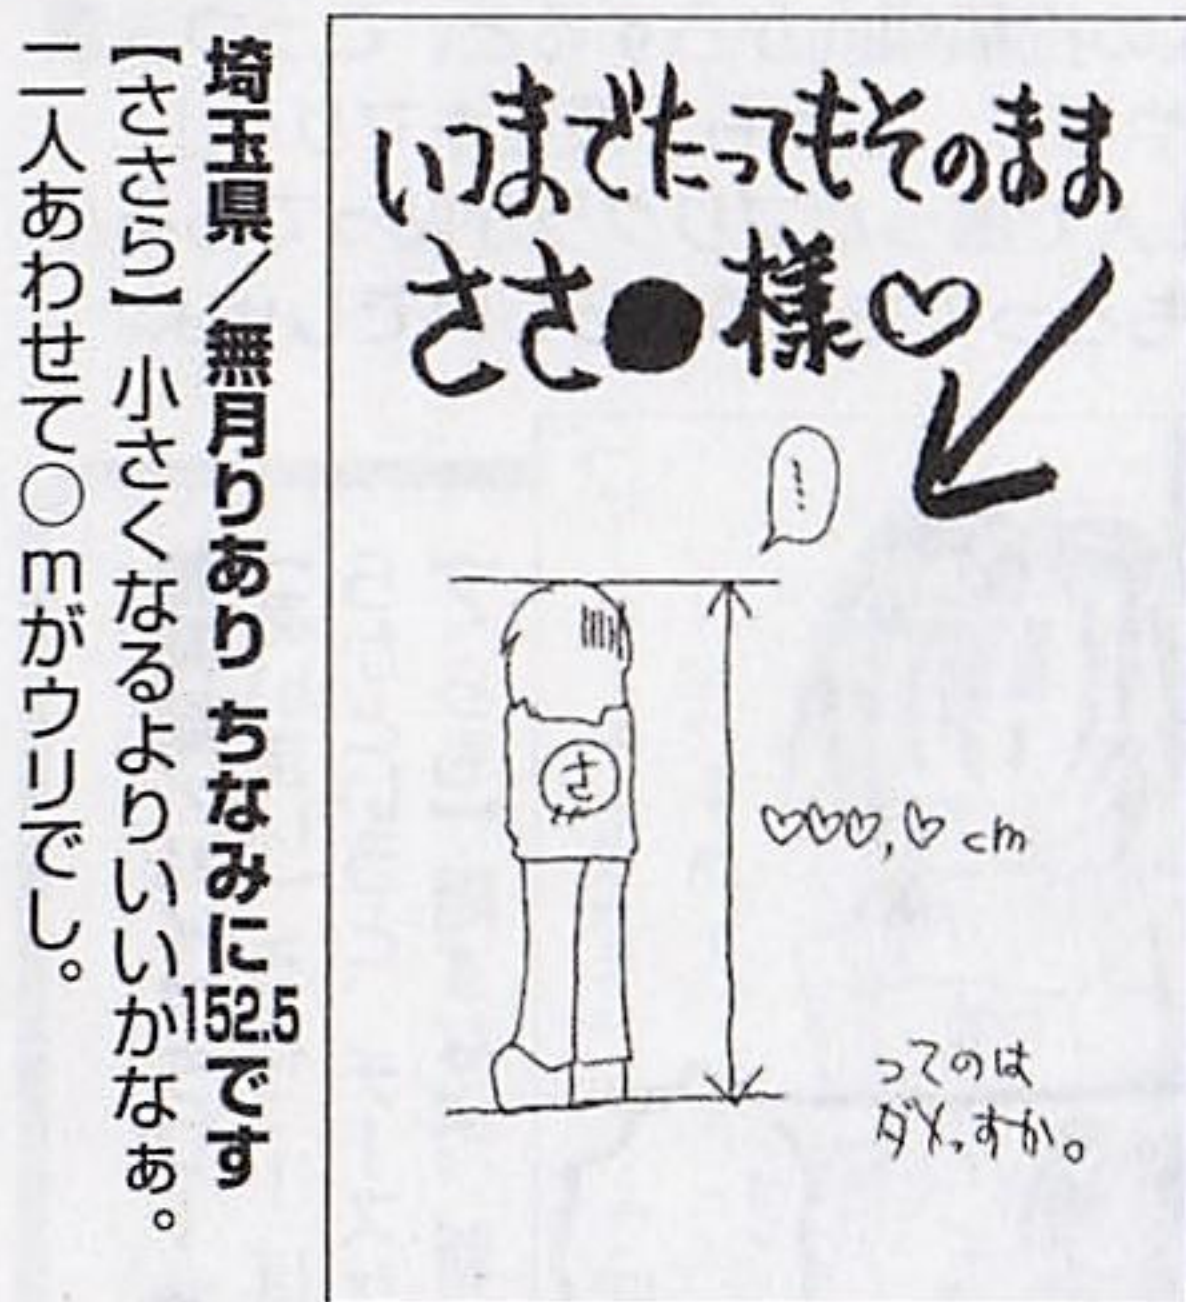 いつまでたってもそのまま
ささ●様♡
……
さ
♡♡♡,♡cm
ってのは
ダメっすか。
埼玉県/無月りあり ちなみに152.5です
【ささら】小さくなるよりいいかなぁ。
二人あわせて○mがウリでし。